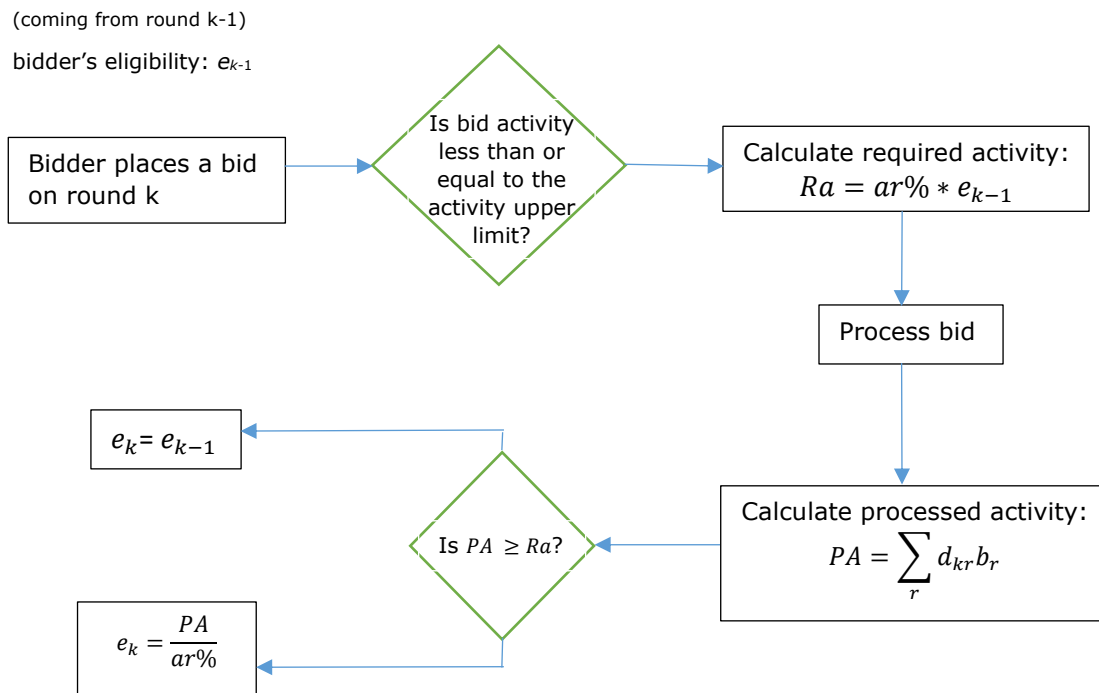 (coming from round k-1)
bidder’s eligibility: eₖ₋₁
Bidder places a bid
on round k
Is bid activity
less than or
equal to the
activity upper
limit?
Calculate required activity:
𝑅𝑎 = 𝑎𝑟% ∗ 𝑒ₖ₋₁
Process bid
𝑒ₖ= 𝑒ₖ₋₁
Is 𝑃𝐴 ≥ 𝑅𝑎?
Calculate processed activity:
𝑃𝐴 = ∑ᵣ 𝑑ₖᵣ𝑏ᵣ
𝑒ₖ = 𝑃𝐴/𝑎𝑟%